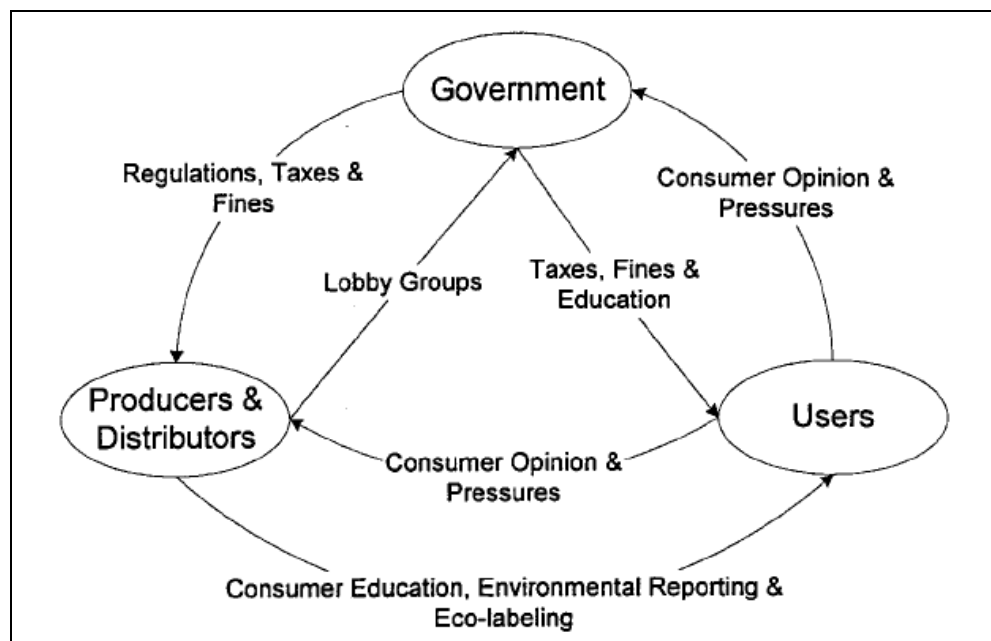 Government
Regulations, Taxes &
Fines
Consumer Opinion &
Pressures
Lobby Groups
Taxes, Fines &
Education
Producers &
Distributors
Users
Consumer Opinion &
Pressures
Consumer Education, Environmental Reporting &
Eco-labeling